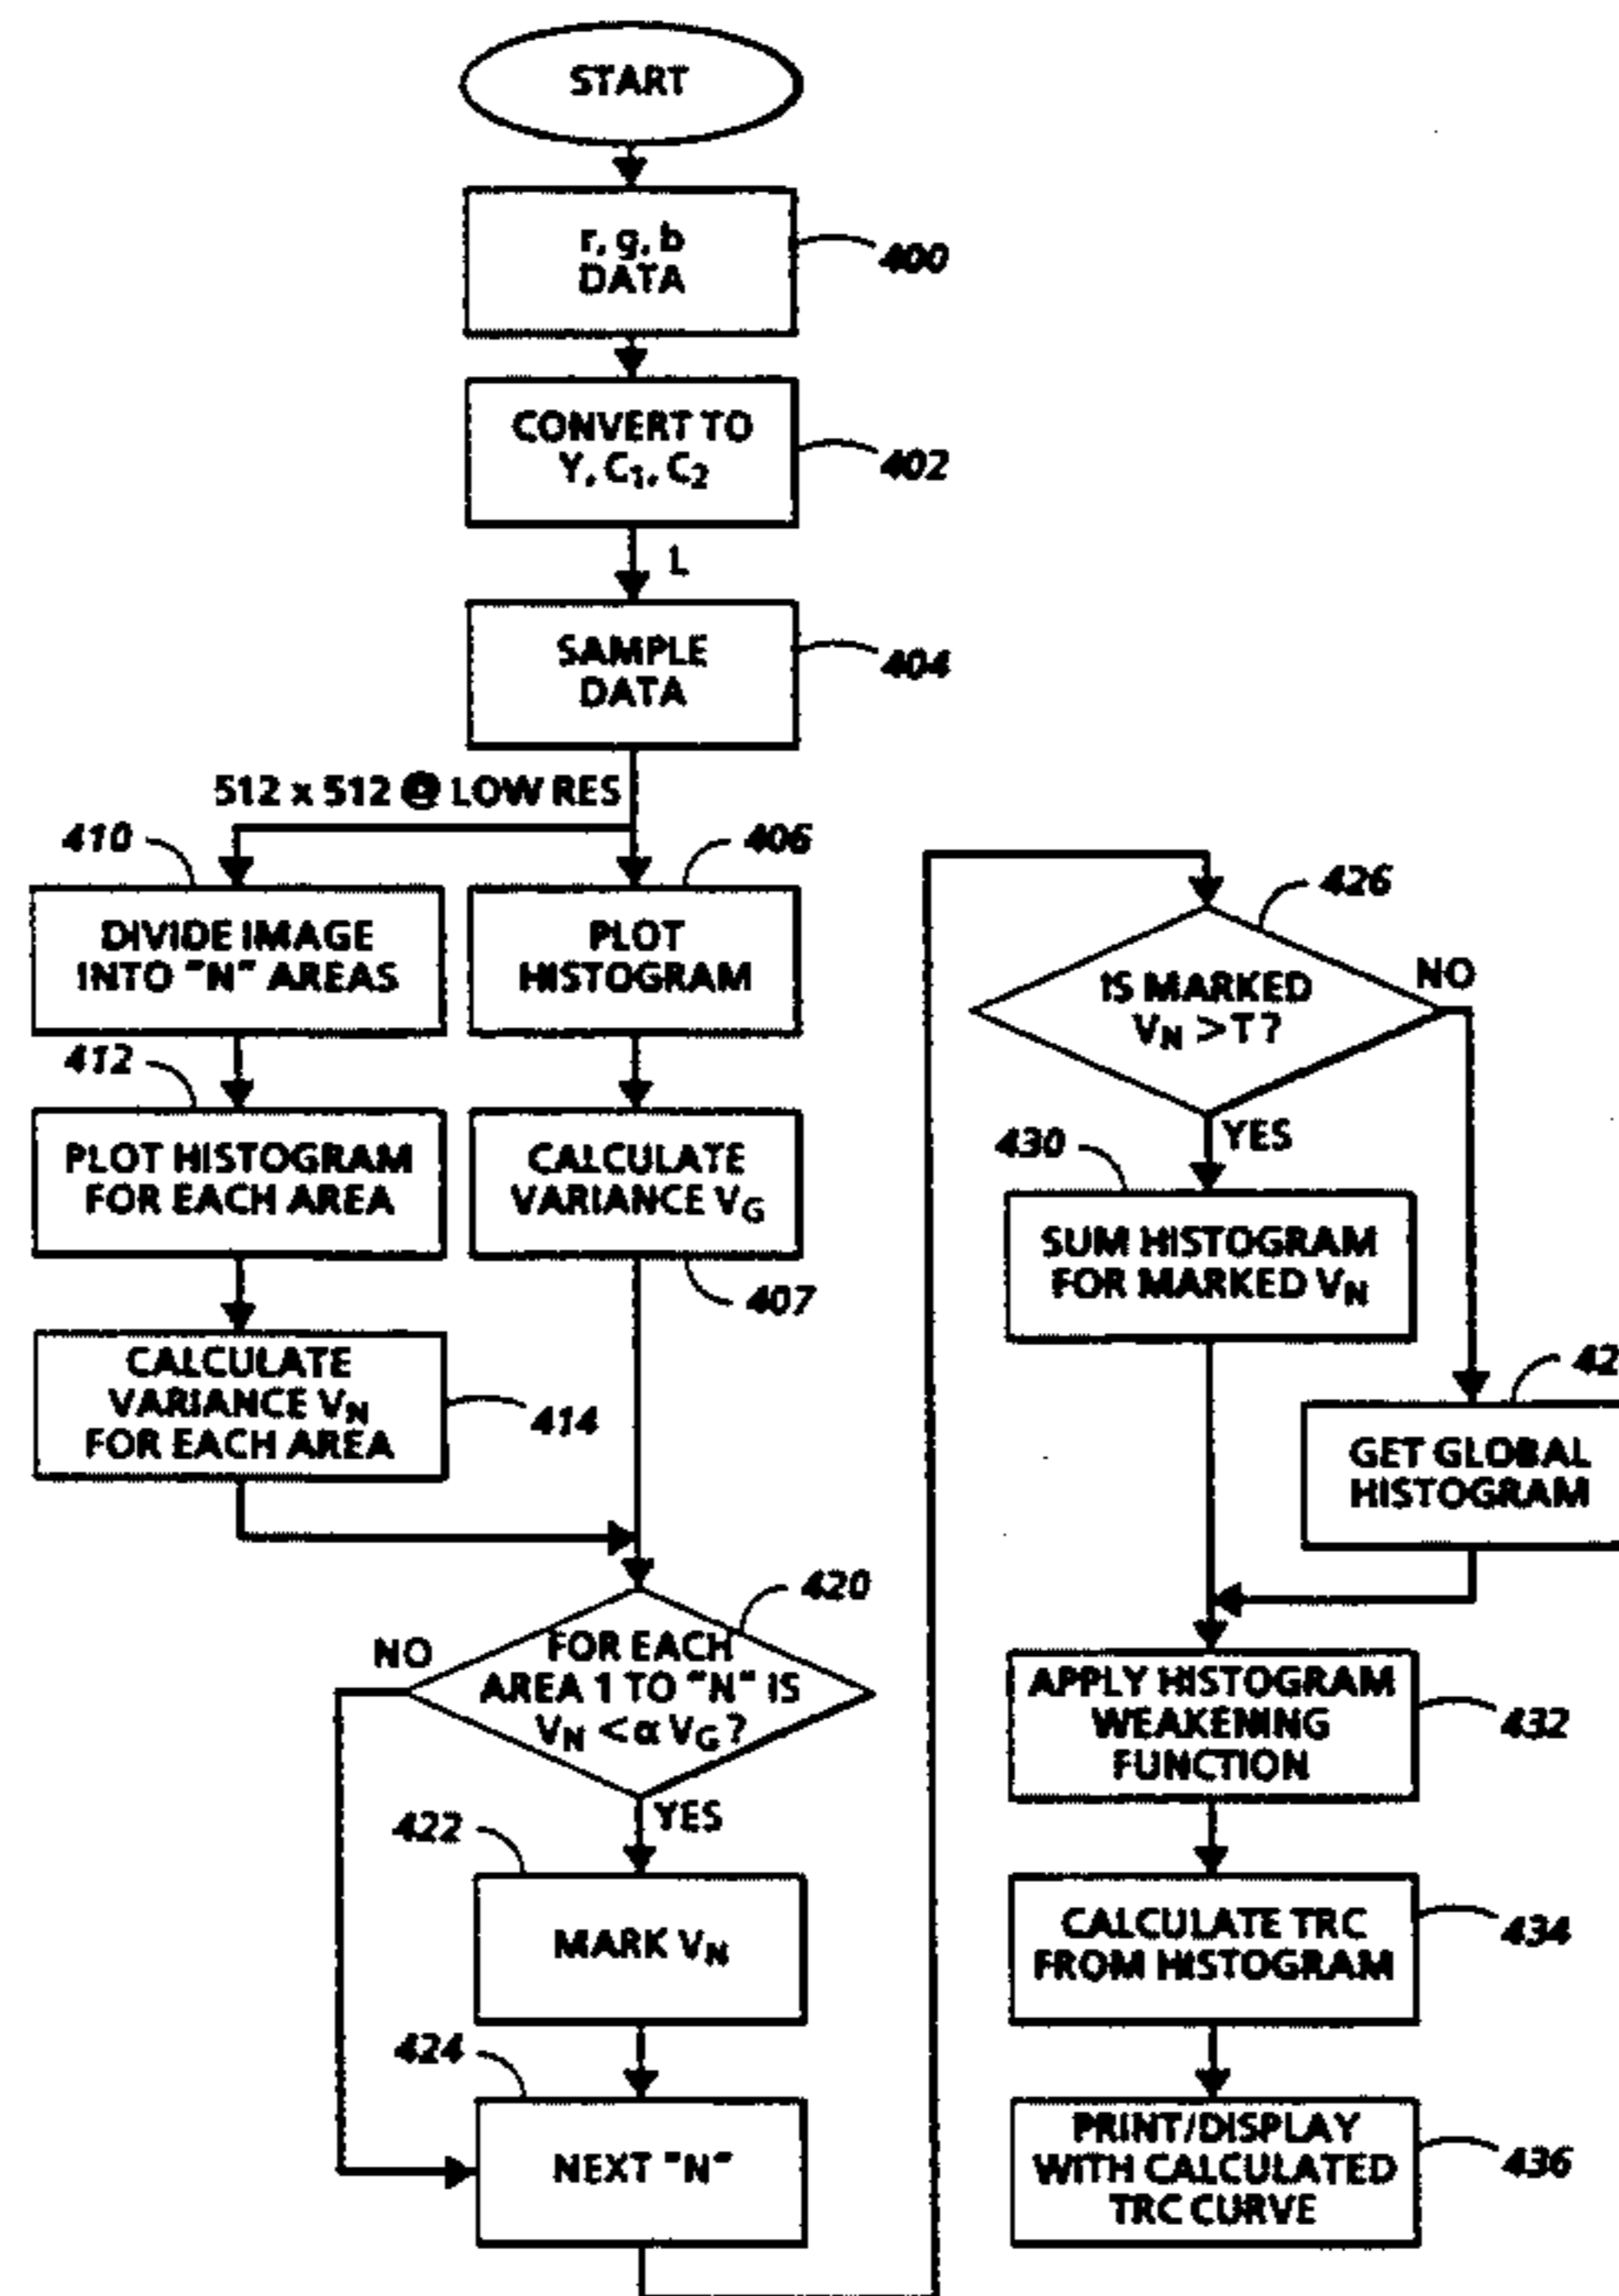 START
r, g, b
DATA
400
CONVERT TO
Y, C1, C2
402
L
SAMPLE
DATA
404
512 x 512 @ LOW RES
410
406
DIVIDE IMAGE
INTO "N" AREAS
PLOT
HISTOGRAM
412
PLOT HISTOGRAM
FOR EACH AREA
CALCULATE
VARIANCE VG
407
CALCULATE
VARIANCE VN
FOR EACH AREA
414
420
NO
FOR EACH
AREA 1 TO "N" IS
VN < α VG ?
YES
422
MARK VN
424
NEXT "N"
426
IS MARKED
VN > T ?
NO
YES
430
SUM HISTOGRAM
FOR MARKED VN
42
GET GLOBAL
HISTOGRAM
APPLY HISTOGRAM
WEAKENING
FUNCTION
432
CALCULATE TRC
FROM HISTOGRAM
434
PRINT/DISPLAY
WITH CALCULATED
TRC CURVE
436